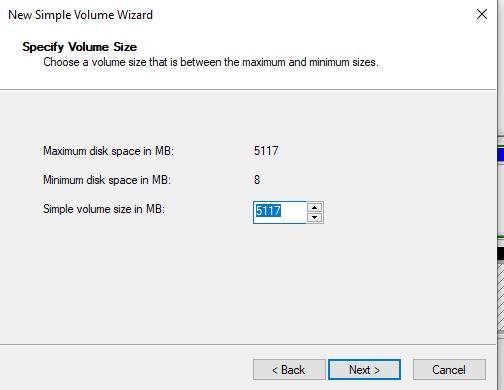 New Simple Volume Wizard
Specify Volume Size
Choose a volume size that is between the maximum and minimum sizes.
Maximum disk space in MB: 5117
Minimum disk space in MB: 8
Simple volume size in MB: 5117
< Back Next > Cancel